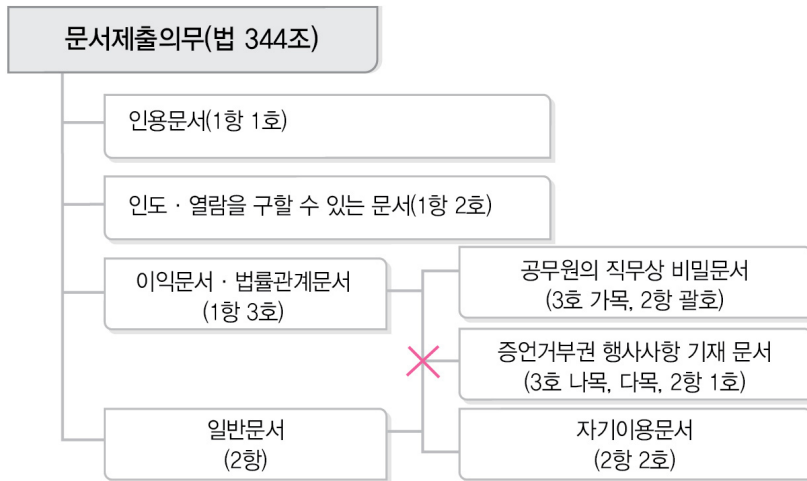 문서제출의무(법 344조)
인용문서(1항 1호)
인도 · 열람을 구할 수 있는 문서(1항 2호)
이익문서 · 법률관계문서
(1항 3호)
공무원의 직무상 비밀문서
(3호 가목, 2항 괄호)
증언거부권 행사사항 기재 문서
(3호 나목, 다목, 2항 1호)
일반문서
(2항)
자기이용문서
(2항 2호)